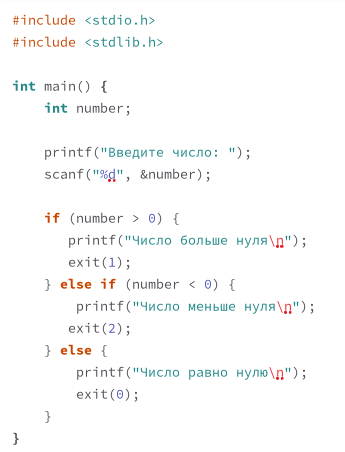 #include <stdio.h>
#include <stdlib.h>

int main() {
    int number;

    printf("Введите число: ");
    scanf("%d", &number);

    if (number > 0) {
       printf("Число больше нуля\n");
       exit(1);
    } else if (number < 0) {
        printf("Число меньше нуля\n");
       exit(2);
    } else {
        printf("Число равно нулю\n");
        exit(0);
    }
}